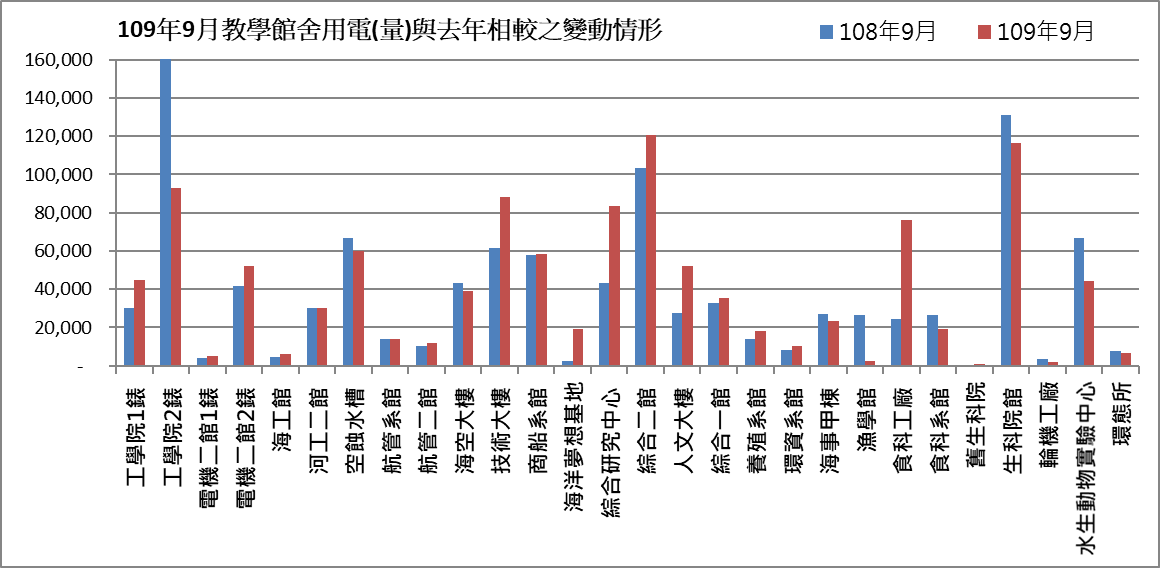 109年9月教學館舍用電(量)與去年相較之變動情形
108年9月
109年9月
160,000
140,000
120,000
100,000
80,000
60,000
40,000
20,000
-
工學院1錶
工學院2錶
電機二館1錶
電機二館2錶
海工館
河工二館
空蝕水槽
航管系館
航管二館
海空大樓
技術大樓
商船系館
海洋夢想基地
綜合研究中心
綜合二館
人文大樓
綜合一館
養殖系館
環資系館
海事甲棟
漁學館
食科工廠
食科系館
舊生科院
生科院館
輪機工廠
水生動物實驗中心
環態所